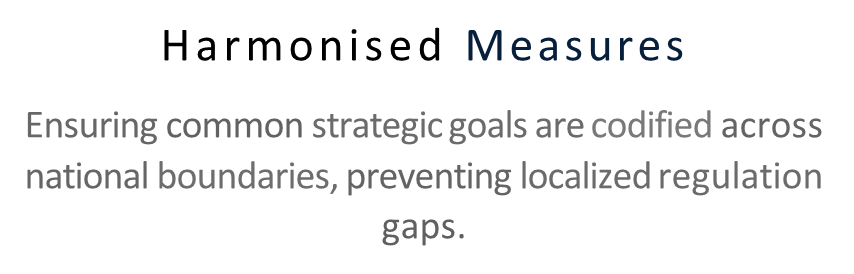 Harmonised Measures
Ensuring common strategic goals are codified across
national boundaries, preventing localized regulation
gaps.